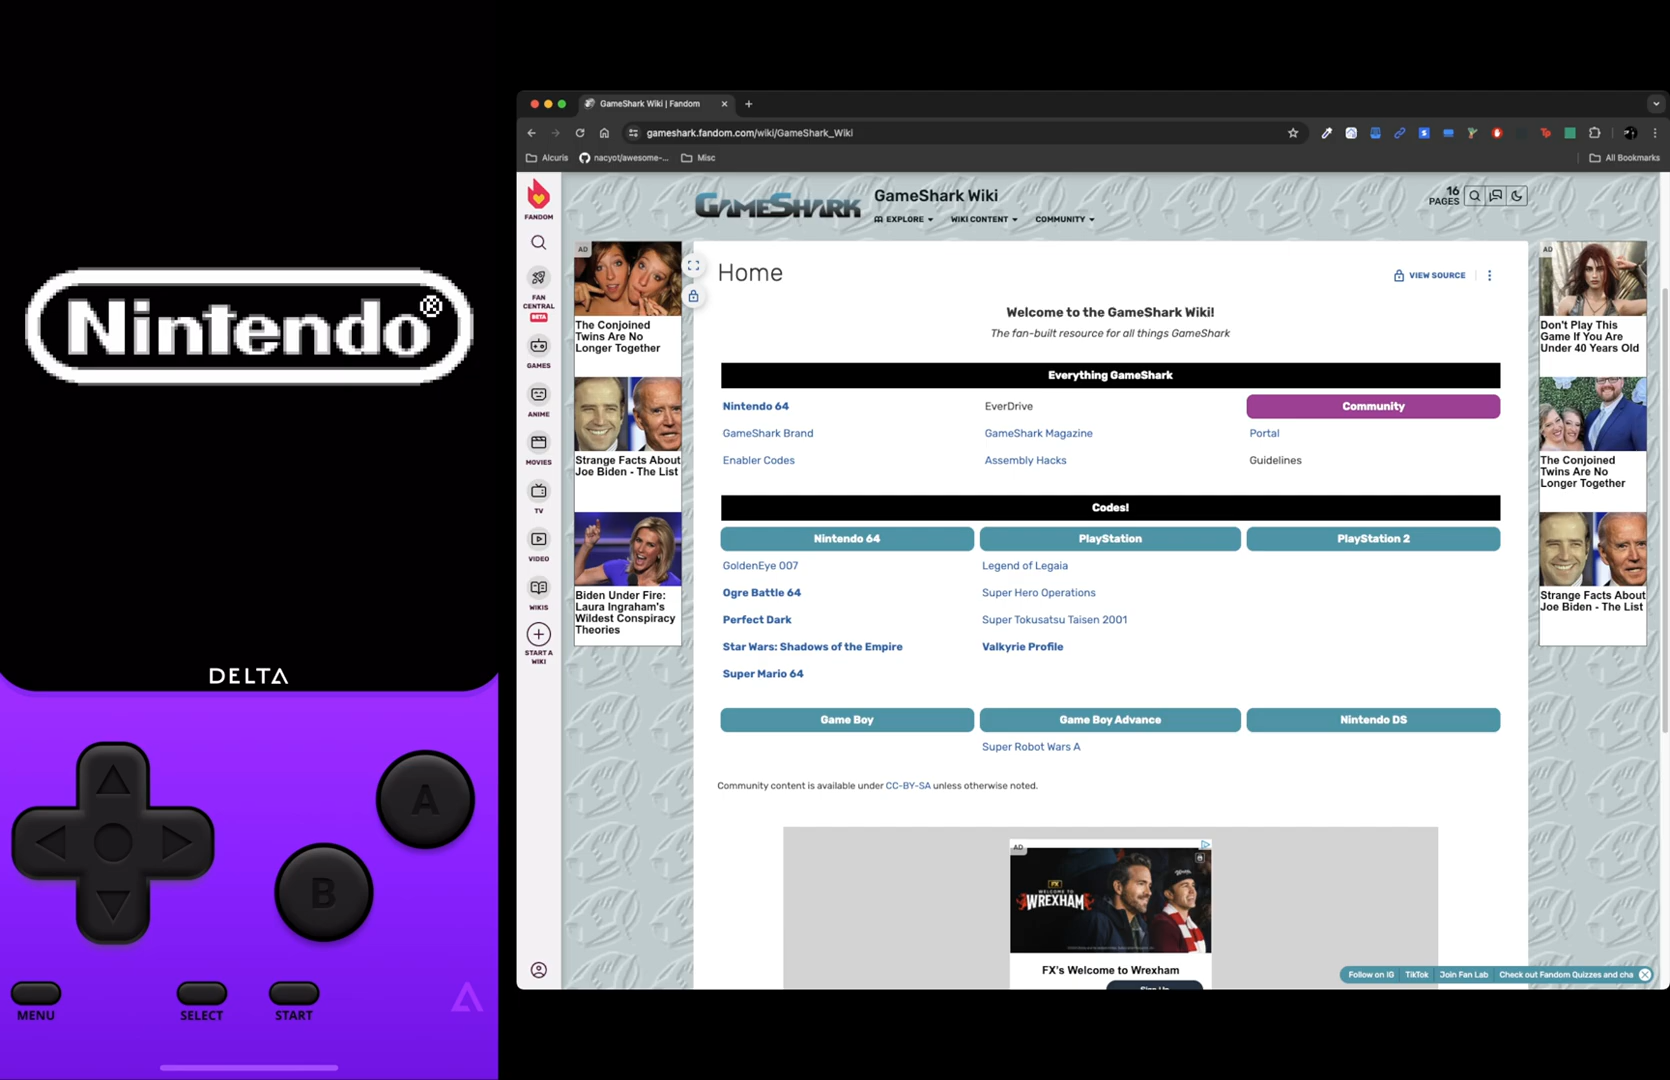 Nintendo®
DELTA
A
B
MENU
SELECT
START
GameShark Wiki | Fandom
gameshark.fandom.com/wiki/GameShark_Wiki
Alcuris
nacyot/awesome-...
Misc
All Bookmarks
FANDOM
FAN CENTRAL
BETA
GAMES
ANIME
MOVIES
TV
VIDEO
WIKIS
START A
WIKI
GAMESHARK
GameShark Wiki
EXPLORE
WIKI CONTENT
COMMUNITY
16
PAGES
AD
The Conjoined
Twins Are No
Longer Together
Strange Facts About
Joe Biden - The List
Biden Under Fire:
Laura Ingraham's
Wildest Conspiracy
Theories
Home
VIEW SOURCE
Welcome to the GameShark Wiki!
The fan-built resource for all things GameShark
Everything GameShark
Nintendo 64
EverDrive
Community
GameShark Brand
GameShark Magazine
Portal
Enabler Codes
Assembly Hacks
Guidelines
Codes!
Nintendo 64
PlayStation
PlayStation 2
GoldenEye 007
Legend of Legaia
Ogre Battle 64
Super Hero Operations
Perfect Dark
Super Tokusatsu Taisen 2001
Star Wars: Shadows of the Empire
Valkyrie Profile
Super Mario 64
Game Boy
Game Boy Advance
Nintendo DS
Super Robot Wars A
Community content is available under CC-BY-SA unless otherwise noted.
AD
FX
WELCOME TO
WREXHAM
FX's Welcome to Wrexham
Sign Up
AD
Don't Play This
Game If You Are
Under 40 Years Old
The Conjoined
Twins Are No
Longer Together
Strange Facts About
Joe Biden - The List
Follow on IG
TikTok
Join Fan Lab
Check out Fandom Quizzes and cha